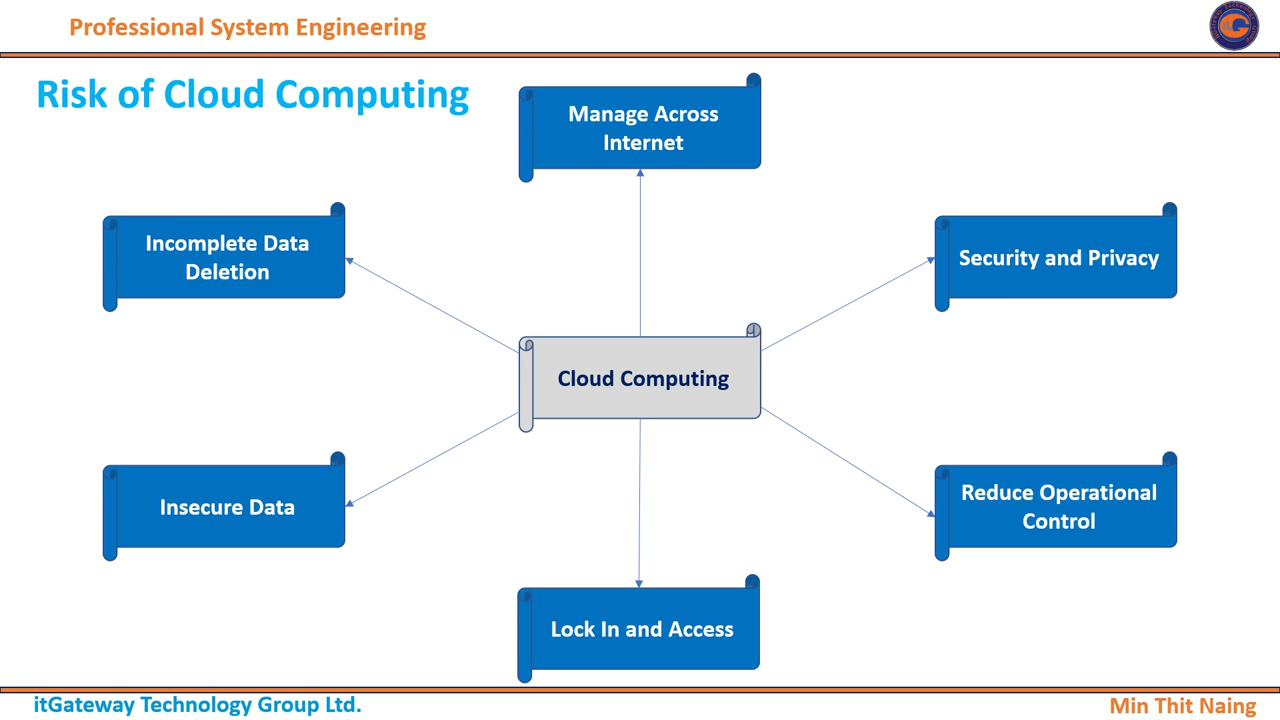 Professional System Engineering
Risk of Cloud Computing
Manage Across
Internet
Incomplete Data
Deletion
Security and Privacy
Cloud Computing
Insecure Data
Reduce Operational
Control
Lock In and Access
itGateway Technology Group Ltd.
Min Thit Naing